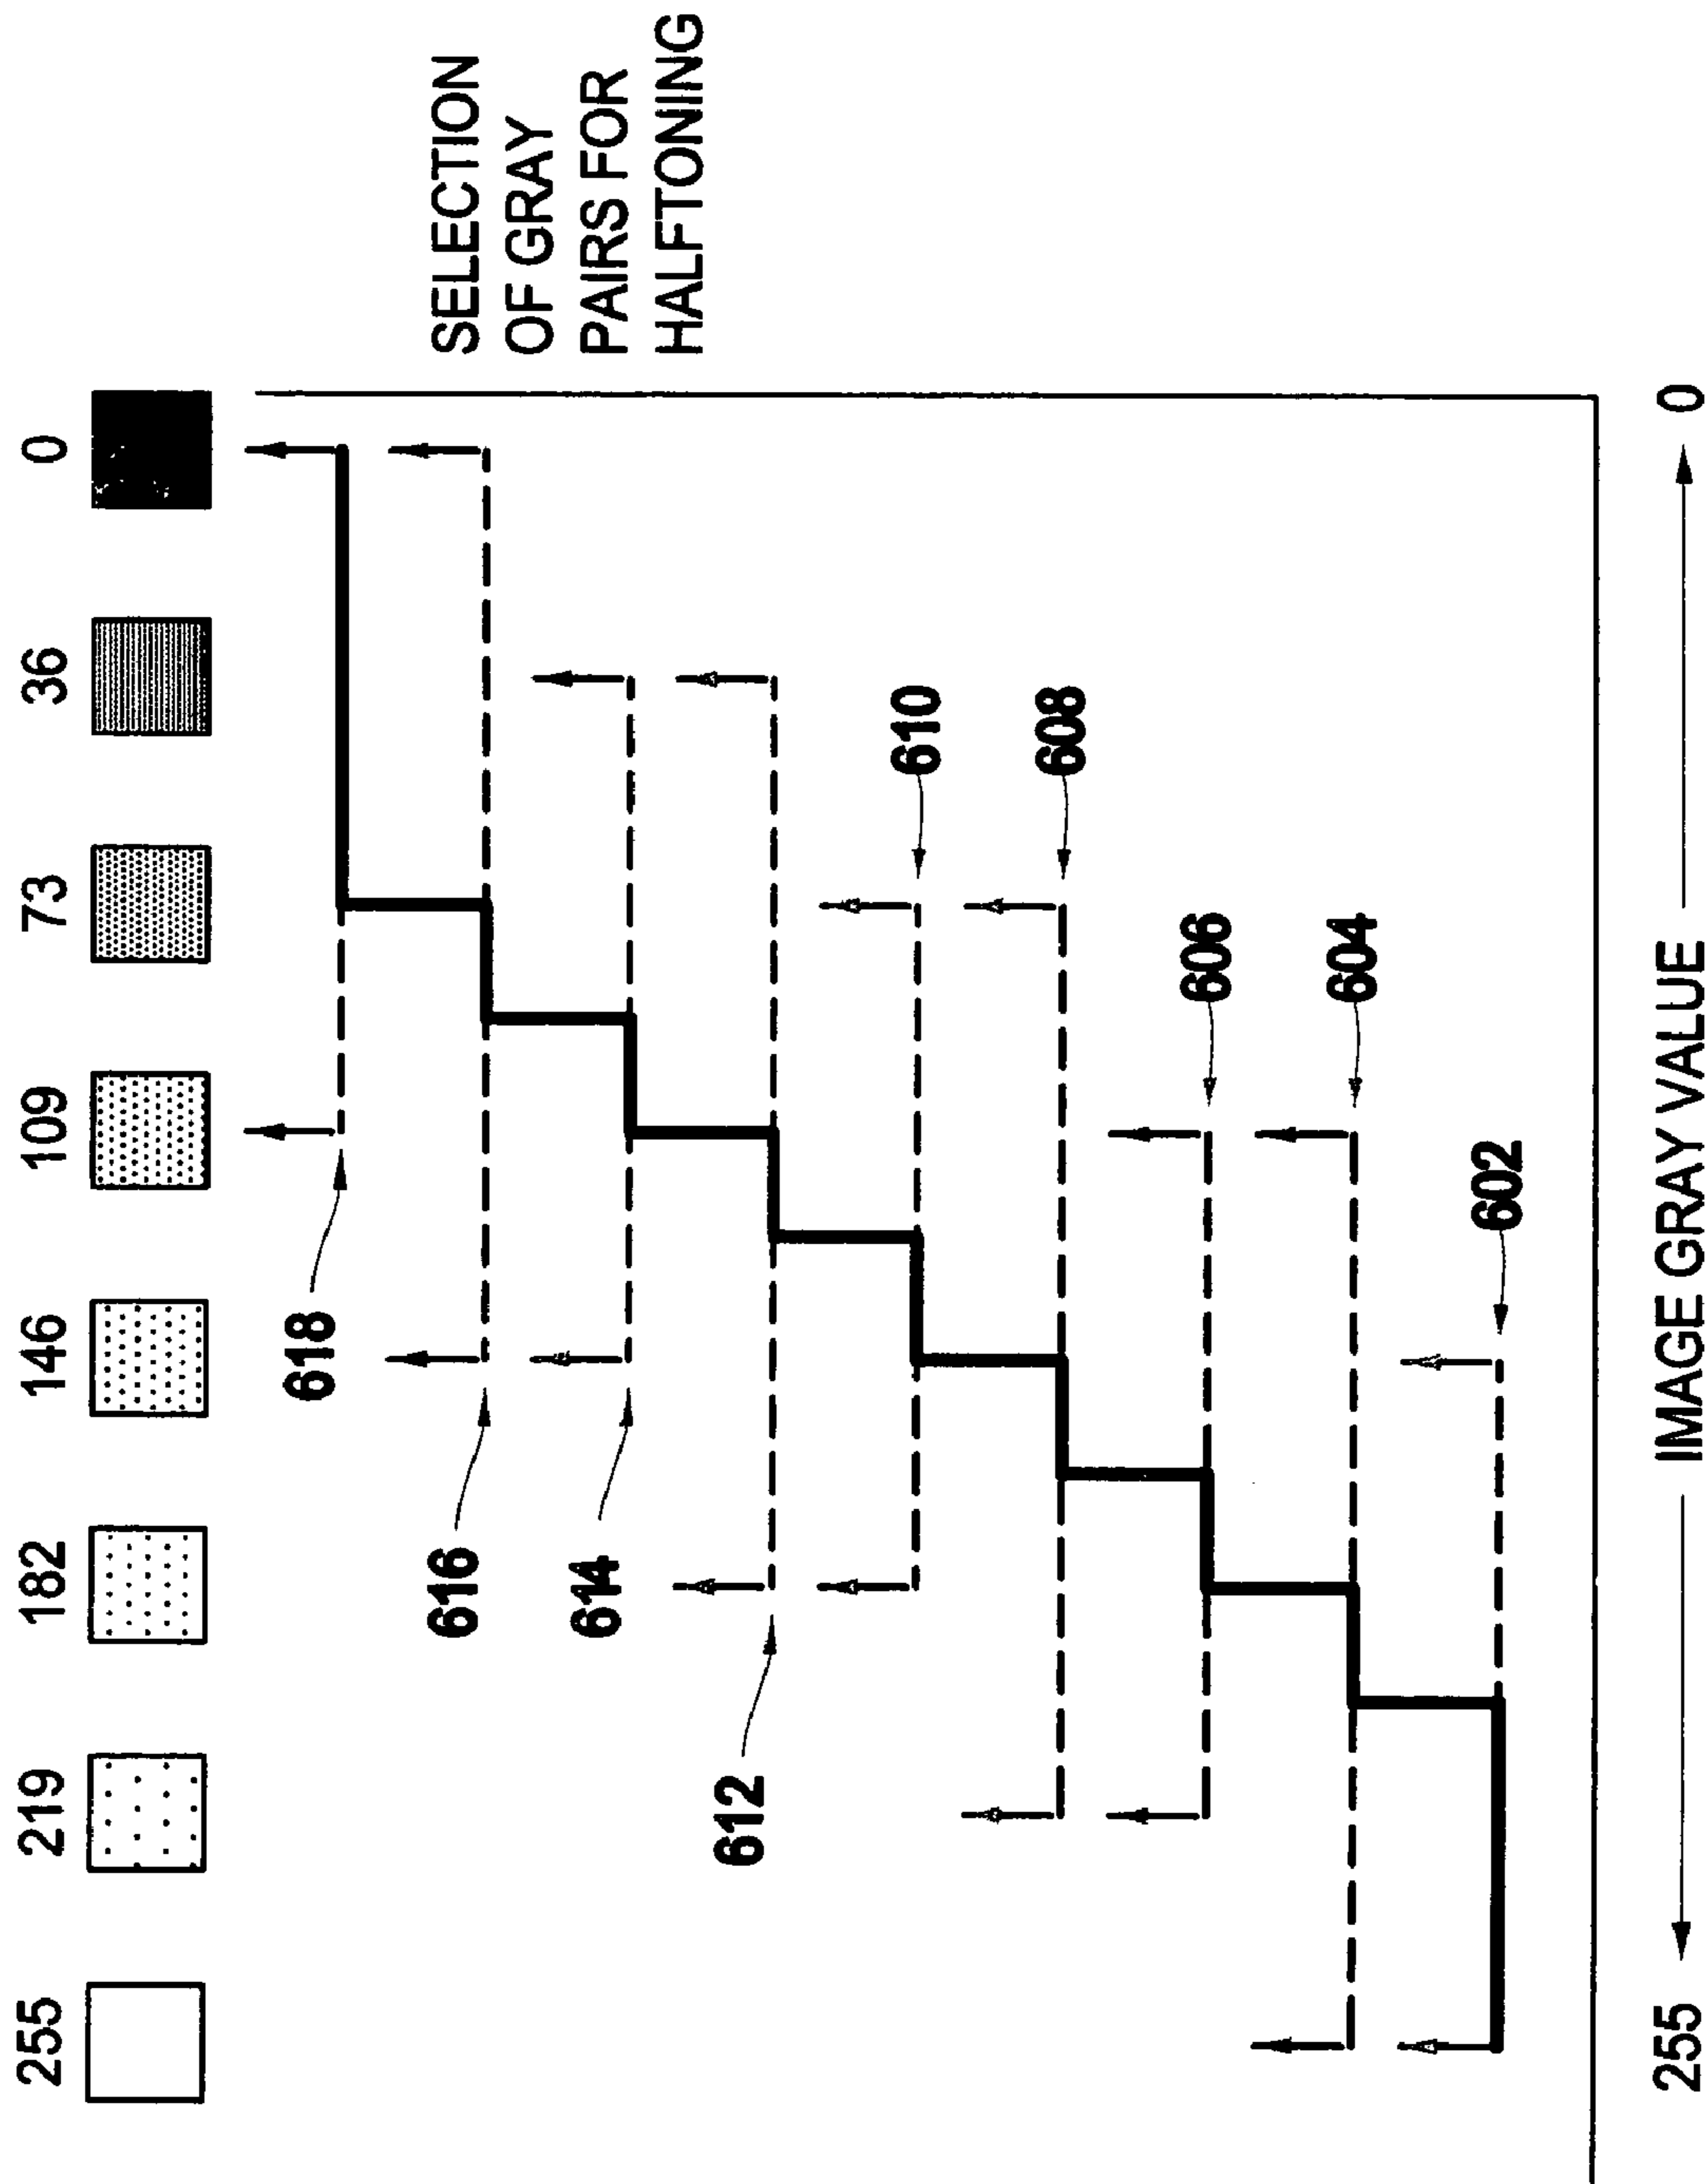 255 219 182 146 109 73 36 0
SELECTION
OF GRAY
PAIRS FOR
HALFTONING
618
616
614
612
610
608
606
604
602
255 IMAGE GRAY VALUE 0